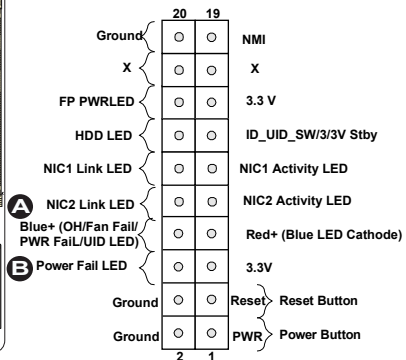 20 19
Ground NMI
X X
FP PWRLED 3.3 V
HDD LED ID_UID_SW/3/3V Stby
NIC1 Link LED NIC1 Activity LED
A NIC2 Link LED NIC2 Activity LED
Blue+ (OH/Fan Fail/
PWR FaiL/UID LED) Red+ (Blue LED Cathode)
B Power Fail LED 3.3V
Ground Reset Reset Button
Ground PWR Power Button
2 1